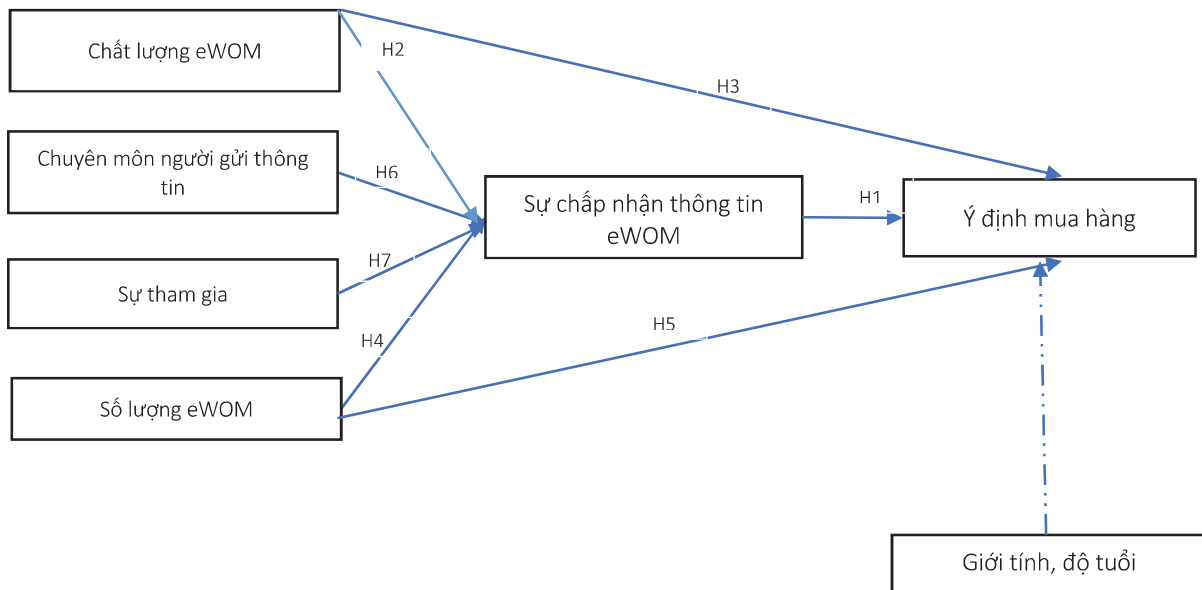 Chất lượng eWOM
H2
H3
Chuyên môn người gửi thông
tin
H6
Sự chấp nhận thông tin
eWOM
H1
Ý định mua hàng
Sự tham gia
H7
H4
H5
Số lượng eWOM
Giới tính, độ tuổi